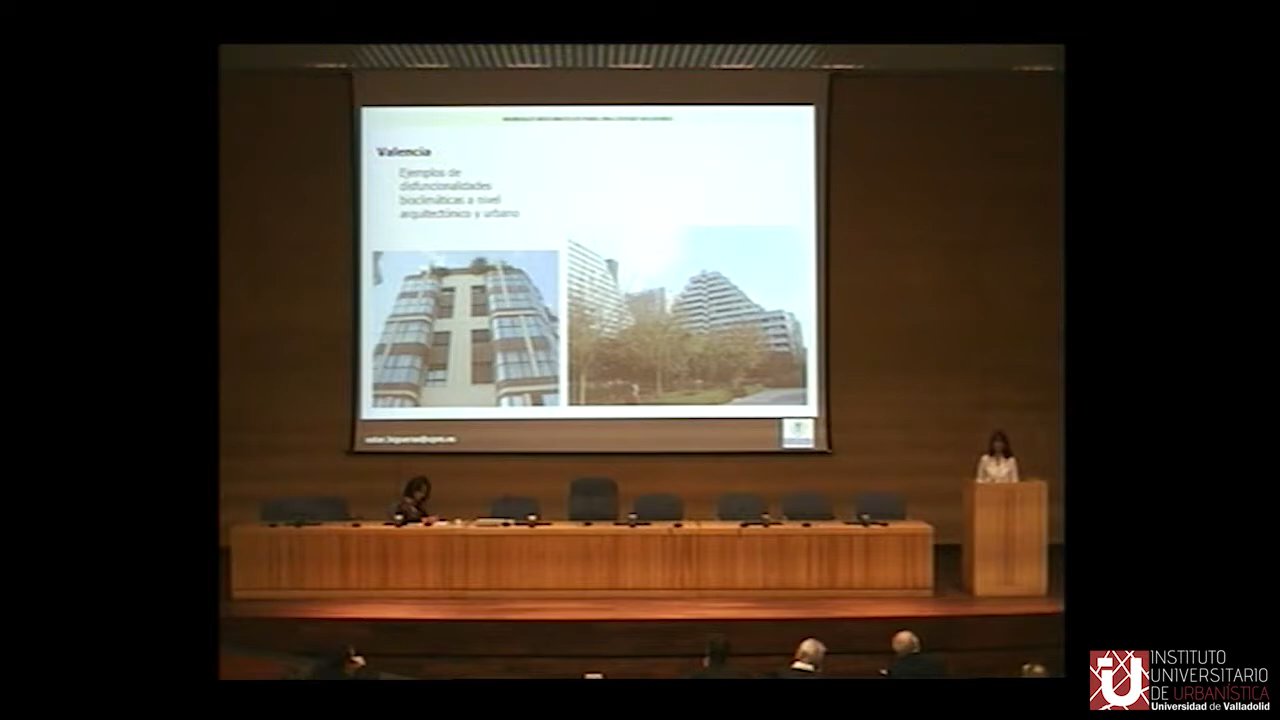 Valencia
Ejemplos de
disfuncionalidades
bioclimáticas a nivel
arquitectónico y urbano
INSTITUTO
UNIVERSITARIO
DE URBANÍSTICA
Universidad de Valladolid